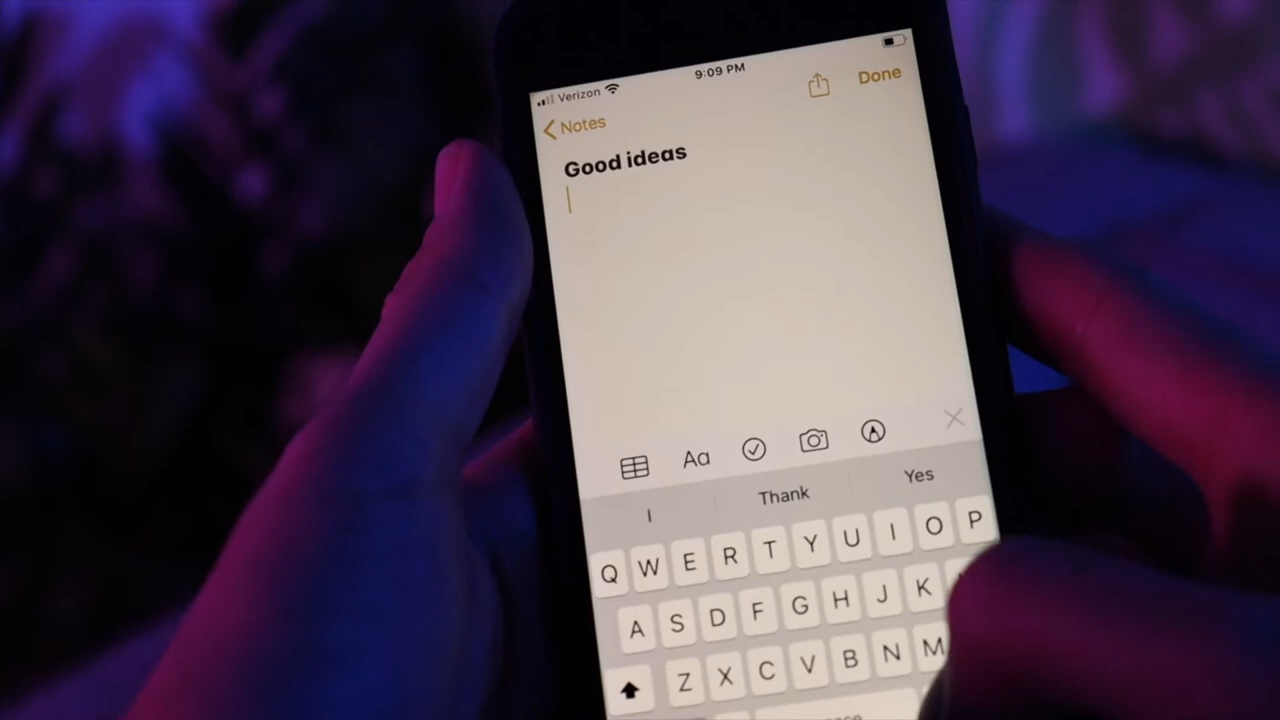 Verizon 9:09 PM
Done
Notes
Good ideas
Aa
I Thank Yes
Q W E R T Y U I O P
A S D F G H J K
Z X C V B N M